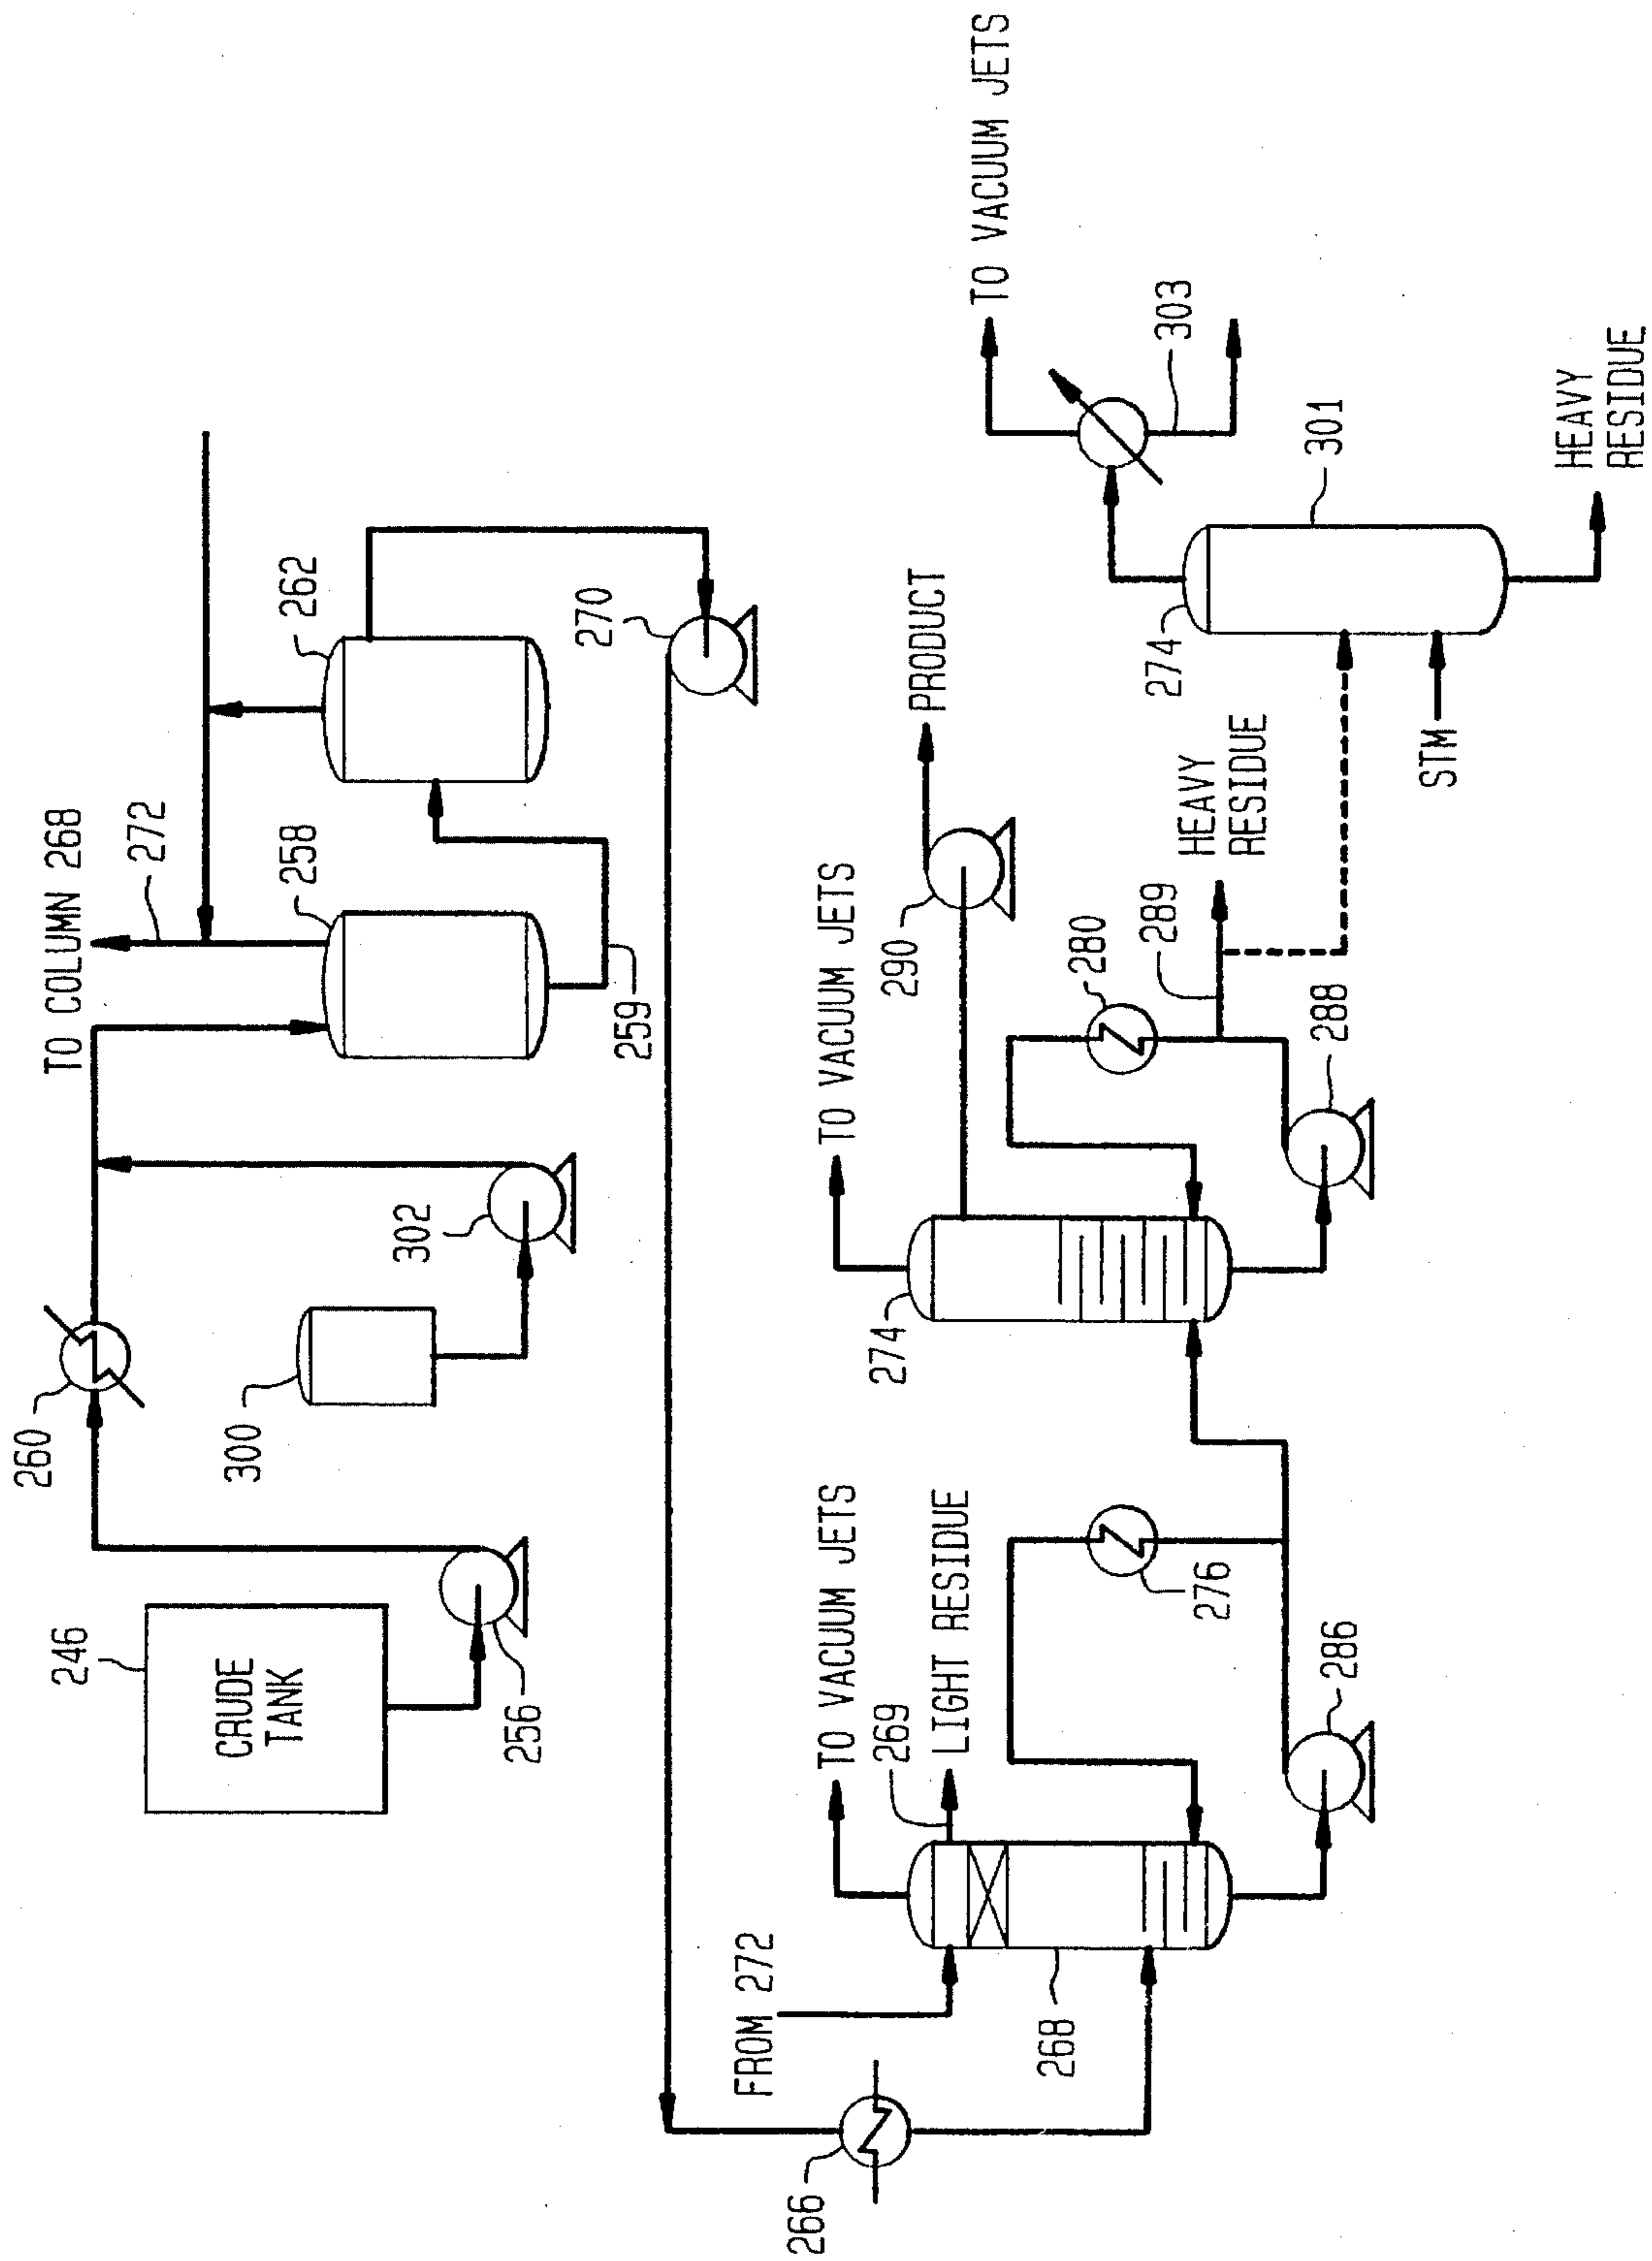 246
CRUDE
TANK
256
260
300
302
TO COLUMN 268
272
258
259
262
270
266
FROM 272
268
TO VACUUM JETS
269
LIGHT RESIDUE
276
286
274
TO VACUUM JETS
290
PRODUCT
280
289
HEAVY
RESIDUE
288
STM
274
301
TO VACUUM JETS
303
HEAVY
RESIDUE